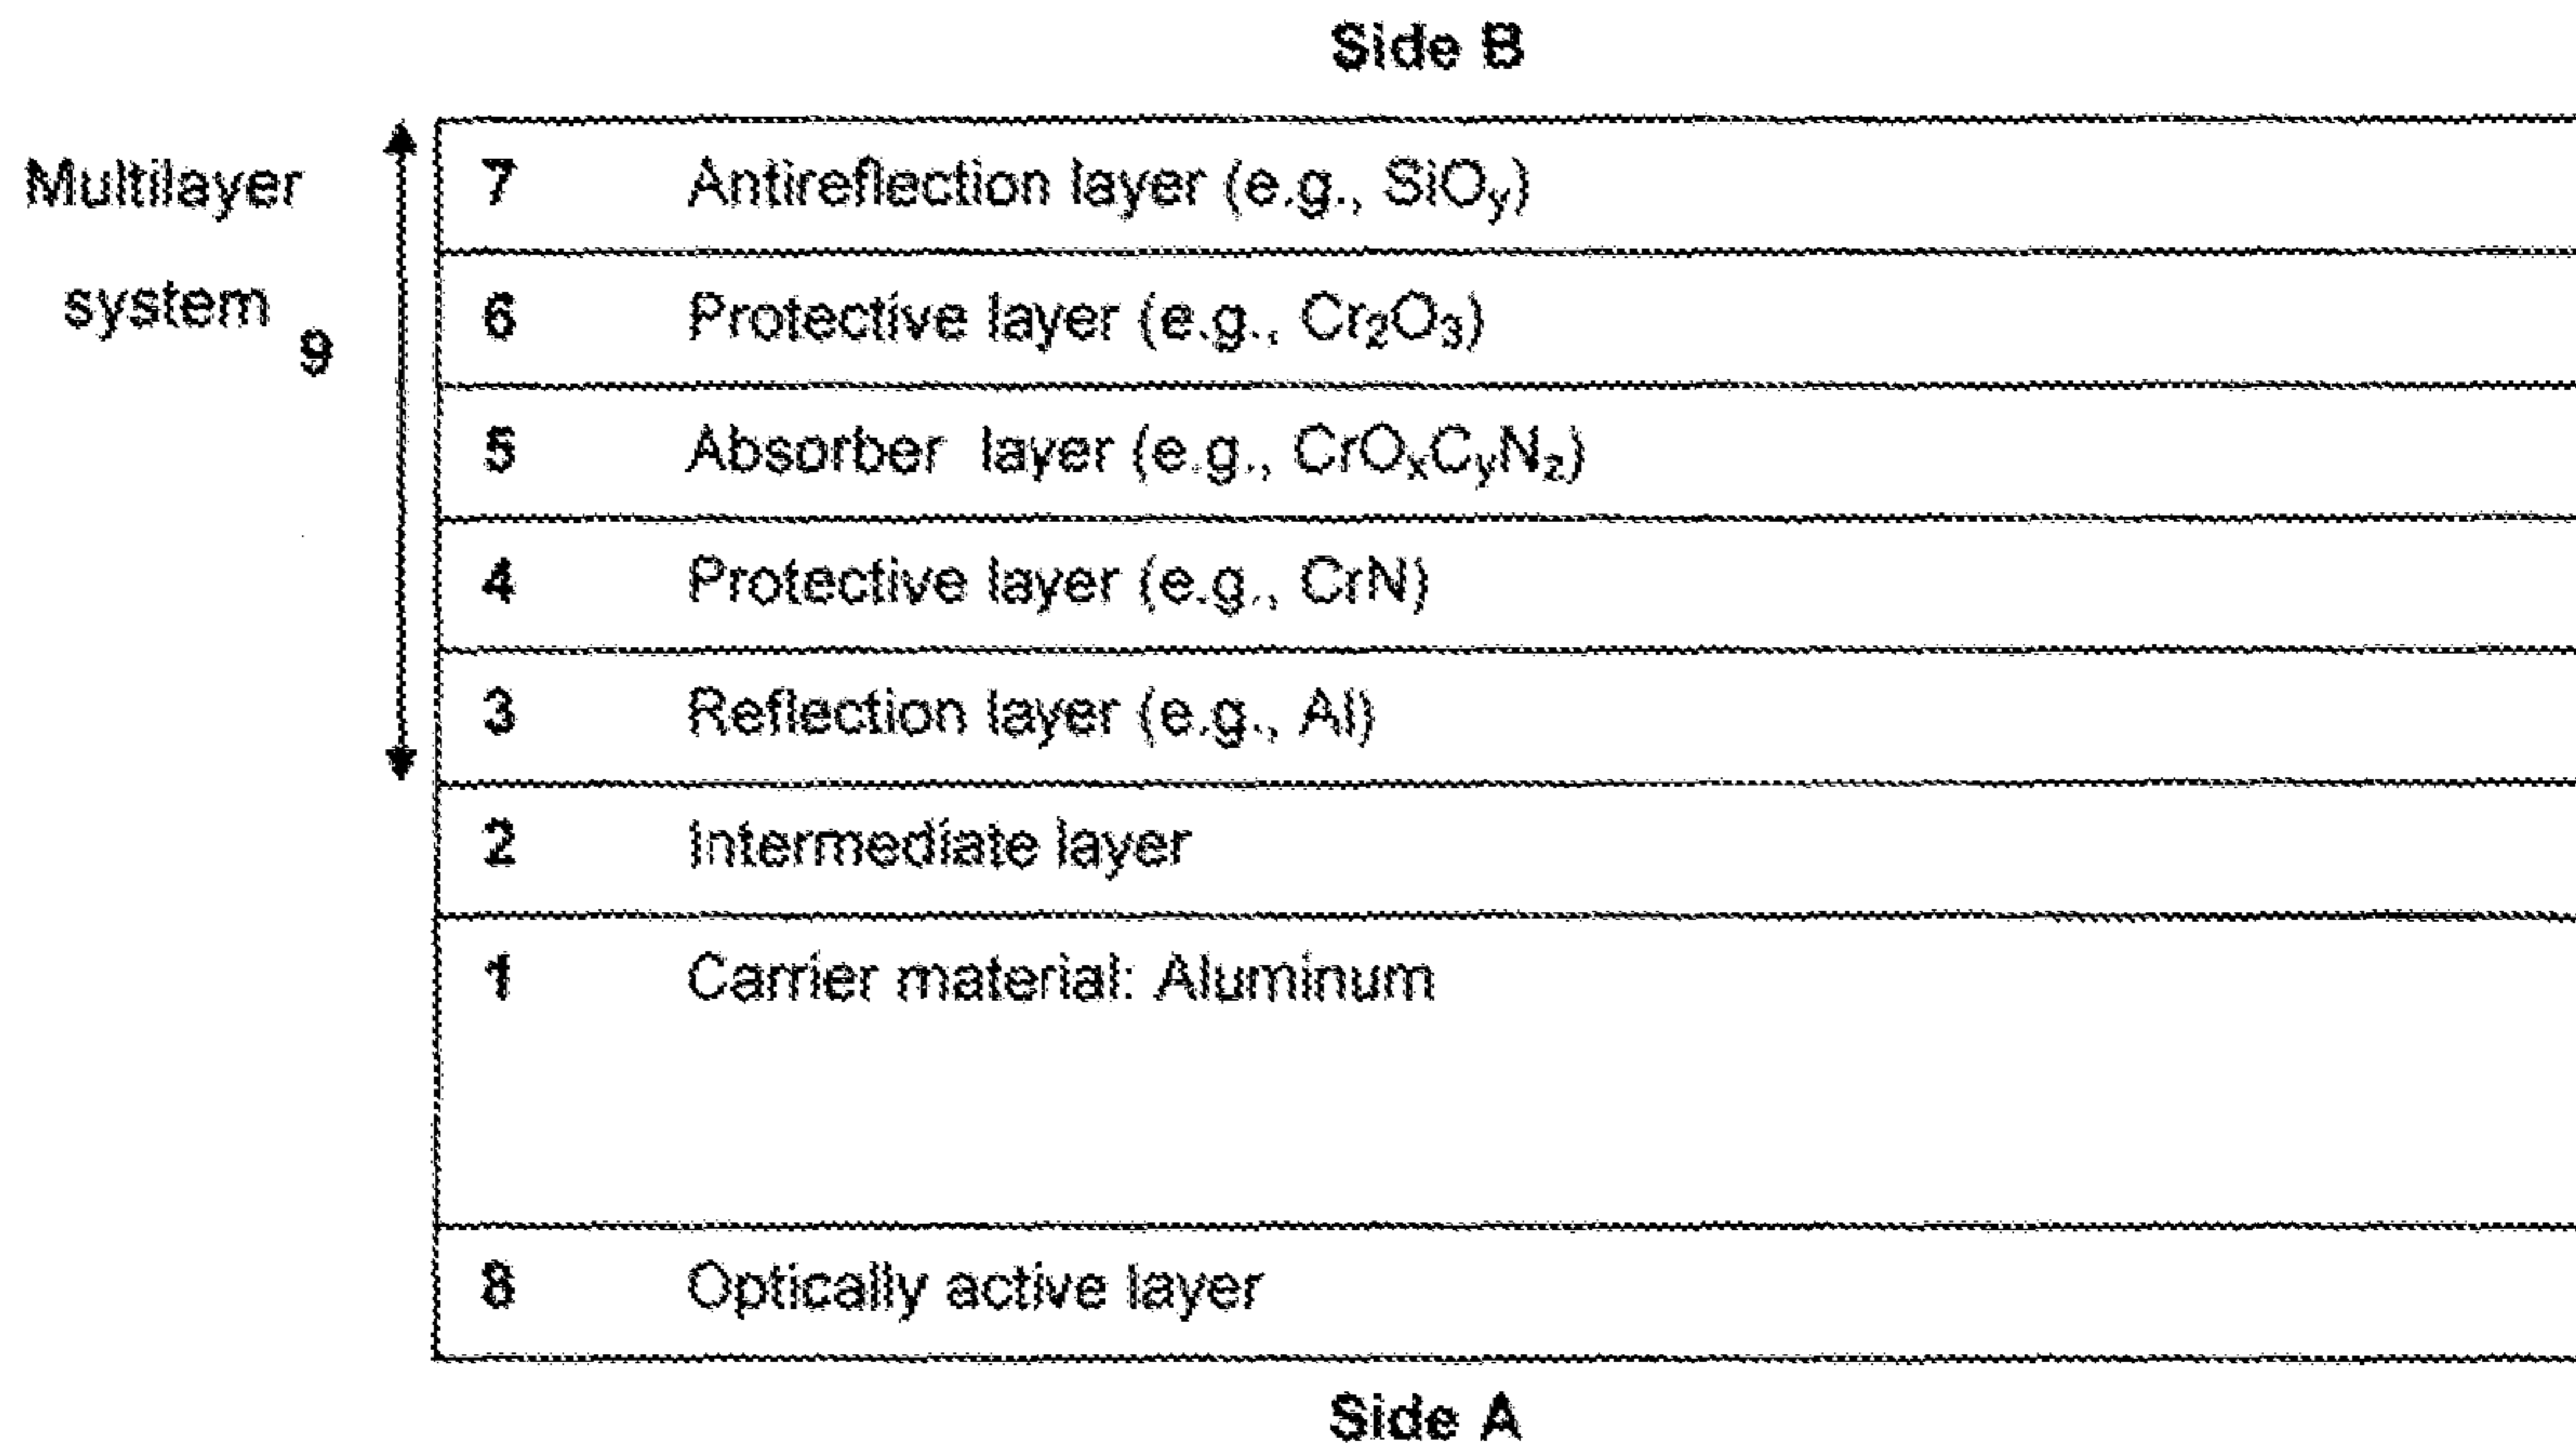 Side B
Multilayer
system 9
7 Antireflection layer (e.g., SiOy)
6 Protective layer (e.g., Cr2O3)
5 Absorber layer (e.g., CrOxCyNz)
4 Protective layer (e.g., CrN)
3 Reflection layer (e.g., Al)
2 Intermediate layer
1 Carrier material: Aluminum
8 Optically active layer
Side A